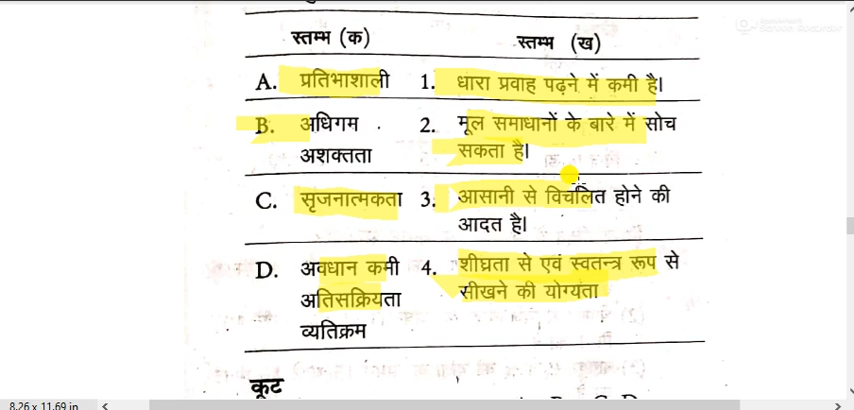 स्तम्भ (क) स्तम्भ (ख)
A. प्रतिभाशाली 1. धारा प्रवाह पढ़ने में कमी है।
B. अधिगम 2. मूल समाधानों के बारे में सोच
अशक्तता सकता है।
C. सृजनात्मकता 3. आसानी से विचलित होने की
आदत है।
D. अवधान कमी 4. शीघ्रता से एवं स्वतन्त्र रूप से
अतिसक्रियता सीखने की योग्यता
व्यतिक्रम
कूट
8.26 x 11.69 in